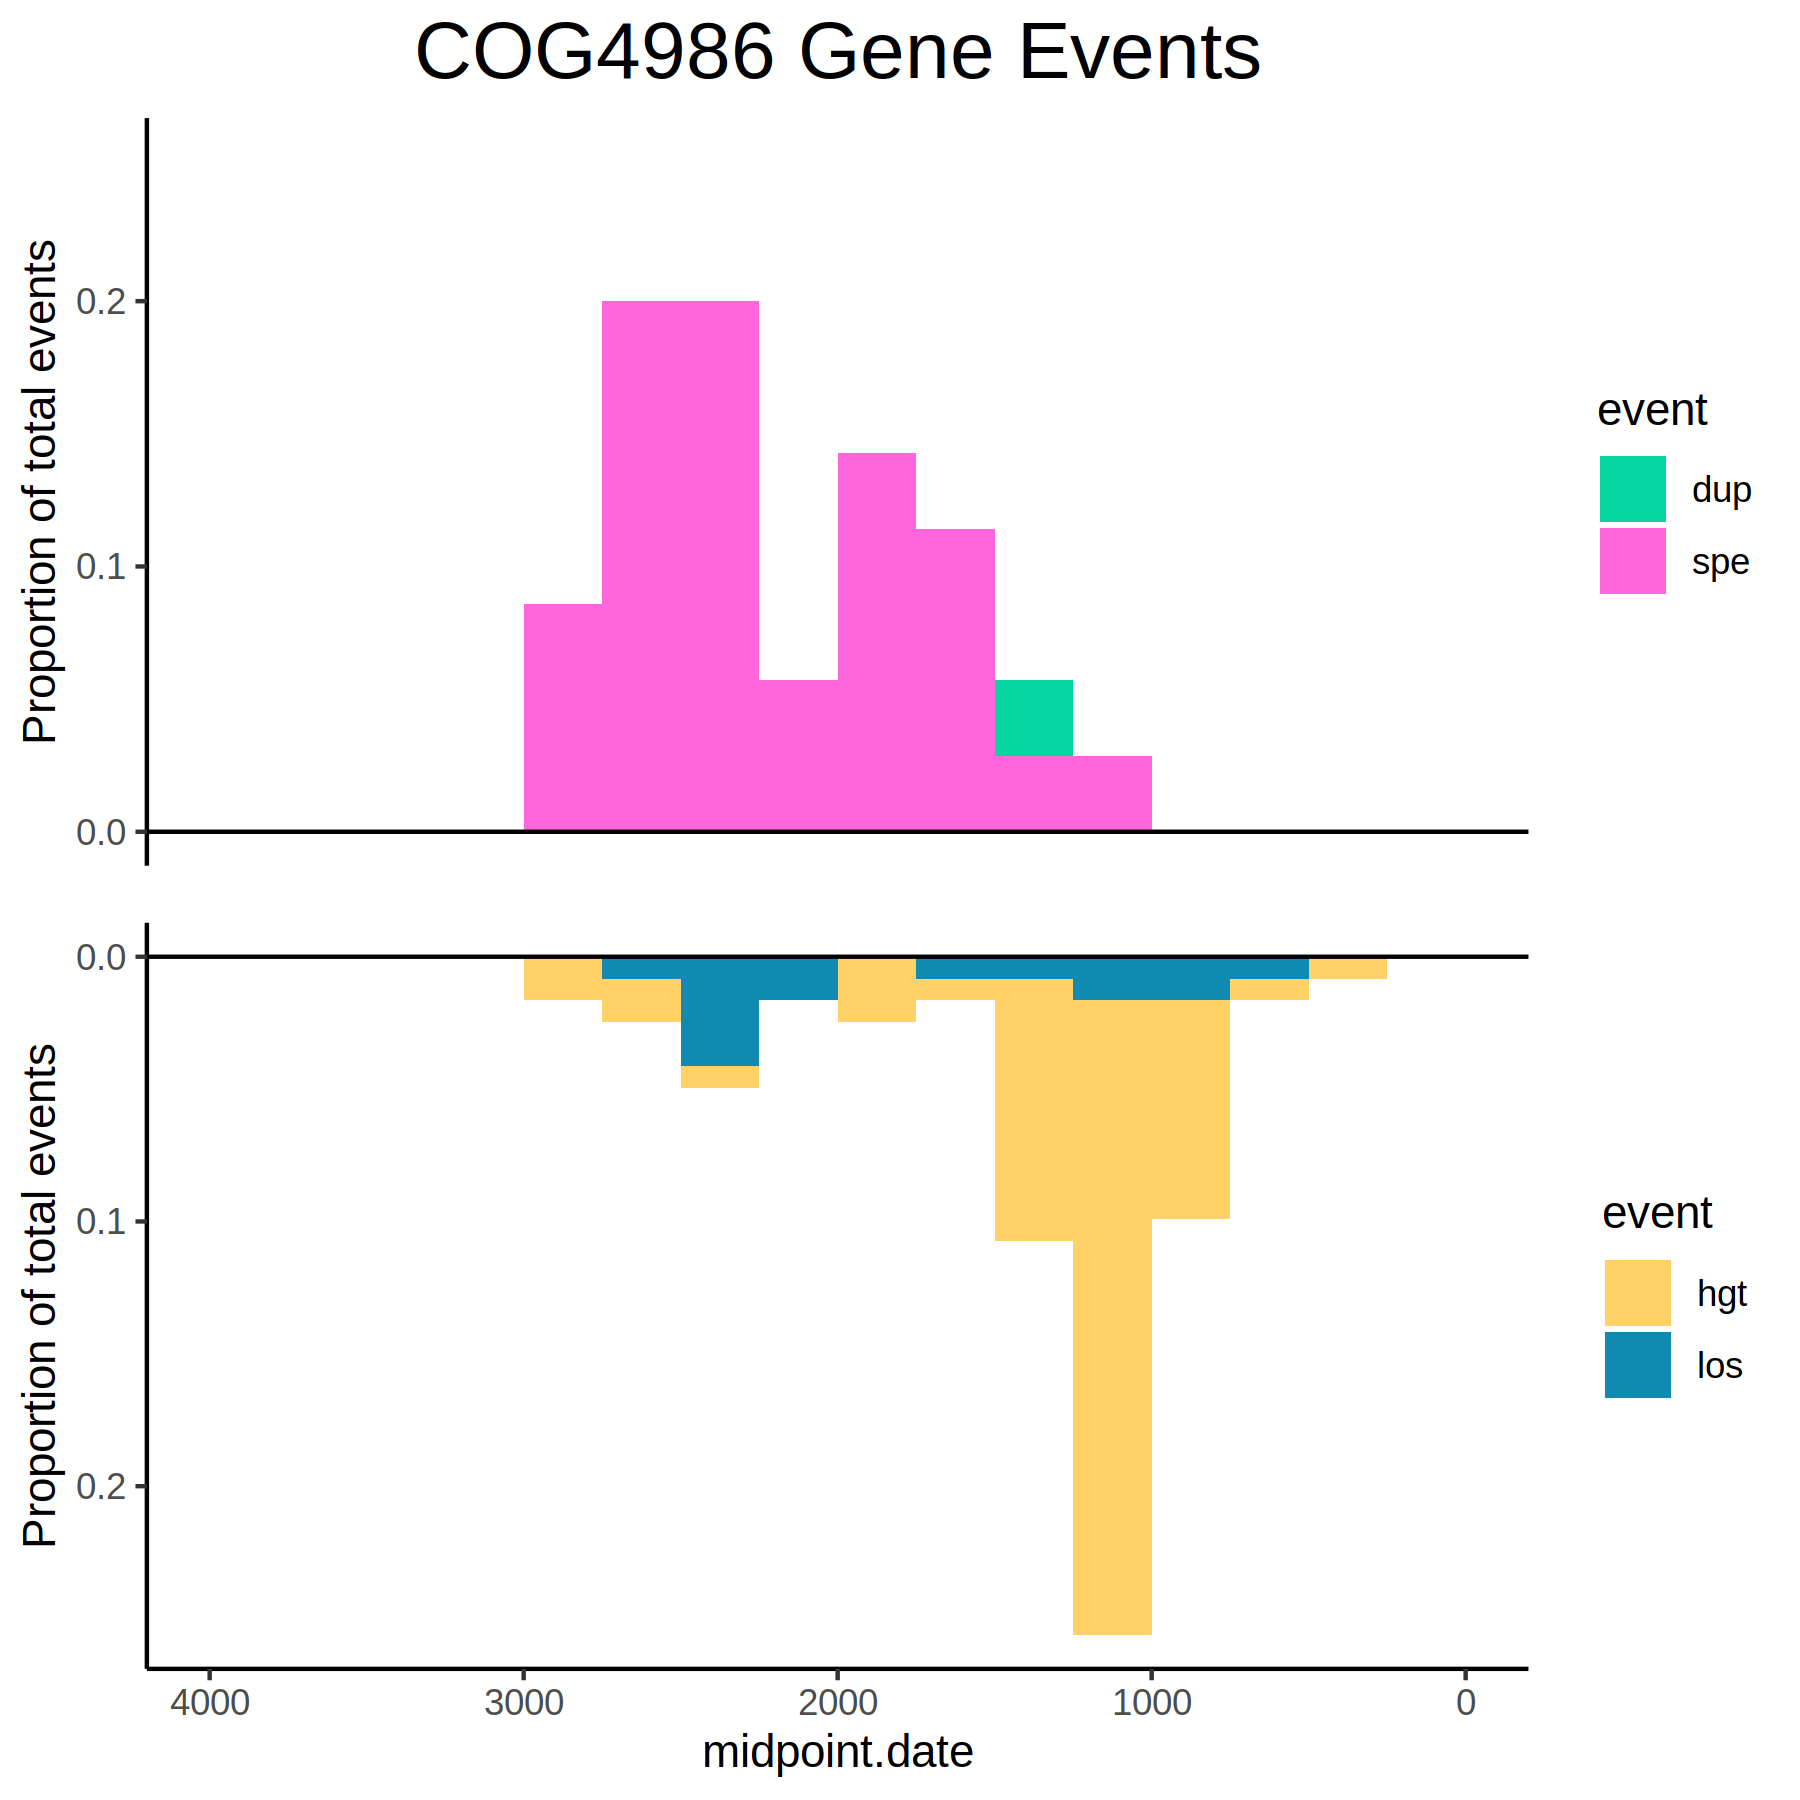 COG4986 Gene Events
Proportion of total events
0.2
0.1
0.0
event
dup
spe
Proportion of total events
0.0
0.1
0.2
event
hgt
los
4000 3000 2000 1000 0
midpoint.date